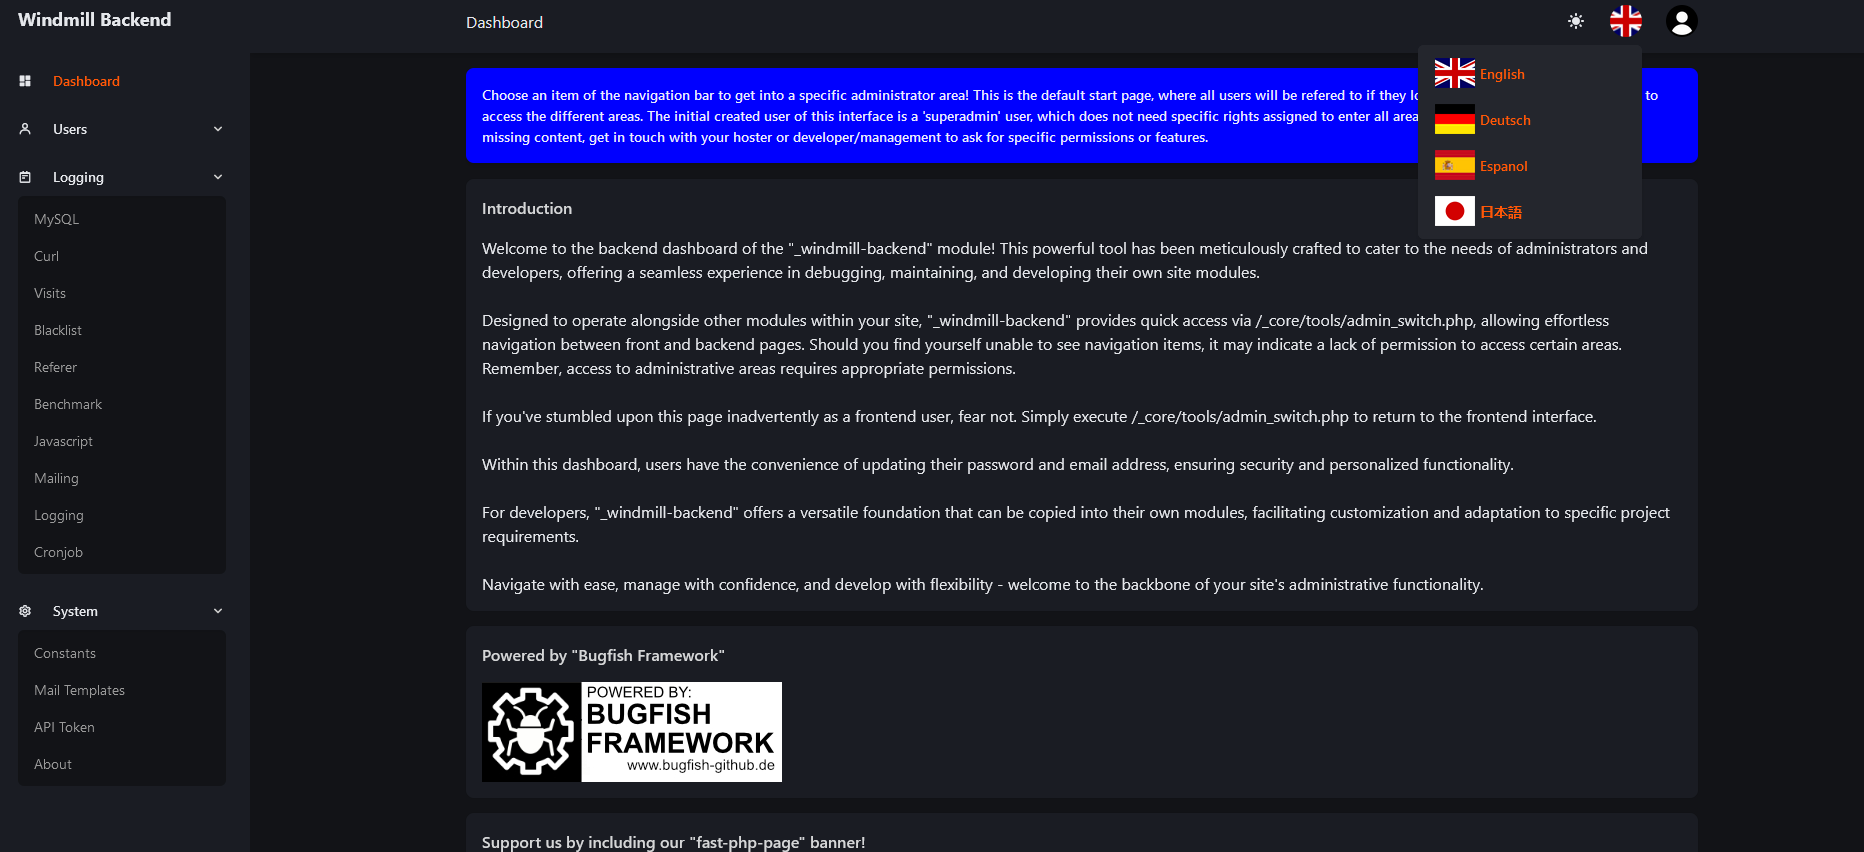 Windmill Backend
Dashboard
Dashboard
Users
Logging
MySQL
Curl
Visits
Blacklist
Referer
Benchmark
Javascript
Mailing
Logging
Cronjob
System
Constants
Mail Templates
API Token
About
English
Deutsch
Espanol
日本語
Choose an item of the navigation bar to get into a specific administrator area! This is the default start page, where all users will be refered to if they to
access the different areas. The initial created user of this interface is a 'superadmin' user, which does not need specific rights assigned to enter all
missing content, get in touch with your hoster or developer/management to ask for specific permissions or features.
Introduction
Welcome to the backend dashboard of the "_windmill-backend" module! This powerful tool has been meticulously crafted to cater to the needs of administrators and
developers, offering a seamless experience in debugging, maintaining, and developing their own site modules.
Designed to operate alongside other modules within your site, "_windmill-backend" provides quick access via /_core/tools/admin_switch.php, allowing effortless
navigation between front and backend pages. Should you find yourself unable to see navigation items, it may indicate a lack of permission to access certain areas.
Remember, access to administrative areas requires appropriate permissions.
If you've stumbled upon this page inadvertently as a frontend user, fear not. Simply execute /_core/tools/admin_switch.php to return to the frontend interface.
Within this dashboard, users have the convenience of updating their password and email address, ensuring security and personalized functionality.
For developers, "_windmill-backend" offers a versatile foundation that can be copied into their own modules, facilitating customization and adaptation to specific project
requirements.
Navigate with ease, manage with confidence, and develop with flexibility - welcome to the backbone of your site's administrative functionality.
Powered by "Bugfish Framework"
POWERED BY:
BUGFISH
FRAMEWORK
www.bugfish-github.de
Support us by including our "fast-php-page" banner!